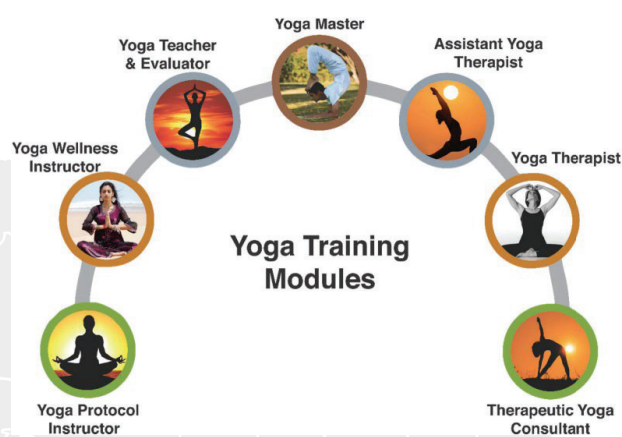 Yoga Master
Yoga Teacher
& Evaluator
Assistant Yoga
Therapist
Yoga Wellness
Instructor
Yoga Therapist
Yoga Training
Modules
Yoga Protocol
Instructor
Therapeutic Yoga
Consultant